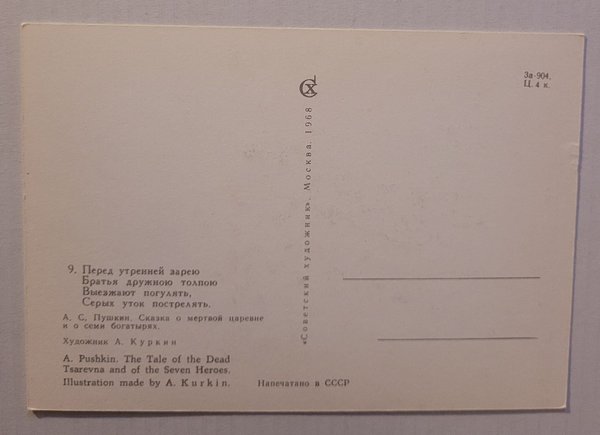 За-904.
Ц. 4 к.
СХ
«Советский художник». Москва. 1968
9. Перед утренней зарею
Братья дружною толпою
Выезжают погулять,
Серых уток пострелять.
А. С. Пушкин. Сказка о мертвой царевне
и о семи богатырях.
Художник А. Куркин
A. Pushkin. The Tale of the Dead
Tsarevna and of the Seven Heroes.
Illustration made by A. Kurkin.
Напечатано в СССР